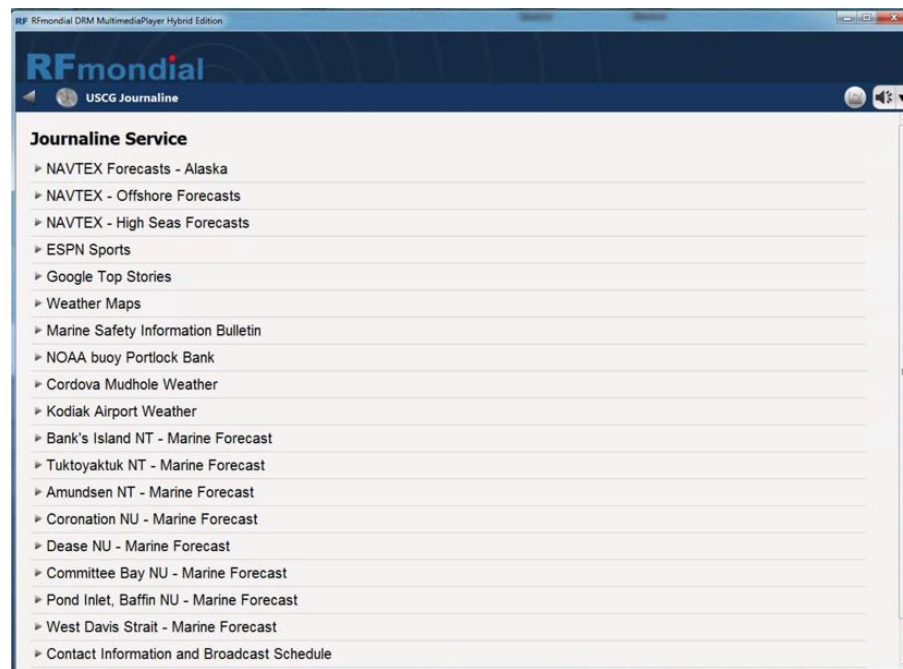 RF RFmondial DRM MultimediaPlayer Hybrid Edition
RFmondial
USCG Journaline
Journaline Service
NAVTEX Forecasts - Alaska
NAVTEX - Offshore Forecasts
NAVTEX - High Seas Forecasts
ESPN Sports
Google Top Stories
Weather Maps
Marine Safety Information Bulletin
NOAA buoy Portlock Bank
Cordova Mudhole Weather
Kodiak Airport Weather
Bank's Island NT - Marine Forecast
Tuktoyaktuk NT - Marine Forecast
Amundsen NT - Marine Forecast
Coronation NU - Marine Forecast
Dease NU - Marine Forecast
Committee Bay NU - Marine Forecast
Pond Inlet, Baffin NU - Marine Forecast
West Davis Strait - Marine Forecast
Contact Information and Broadcast Schedule